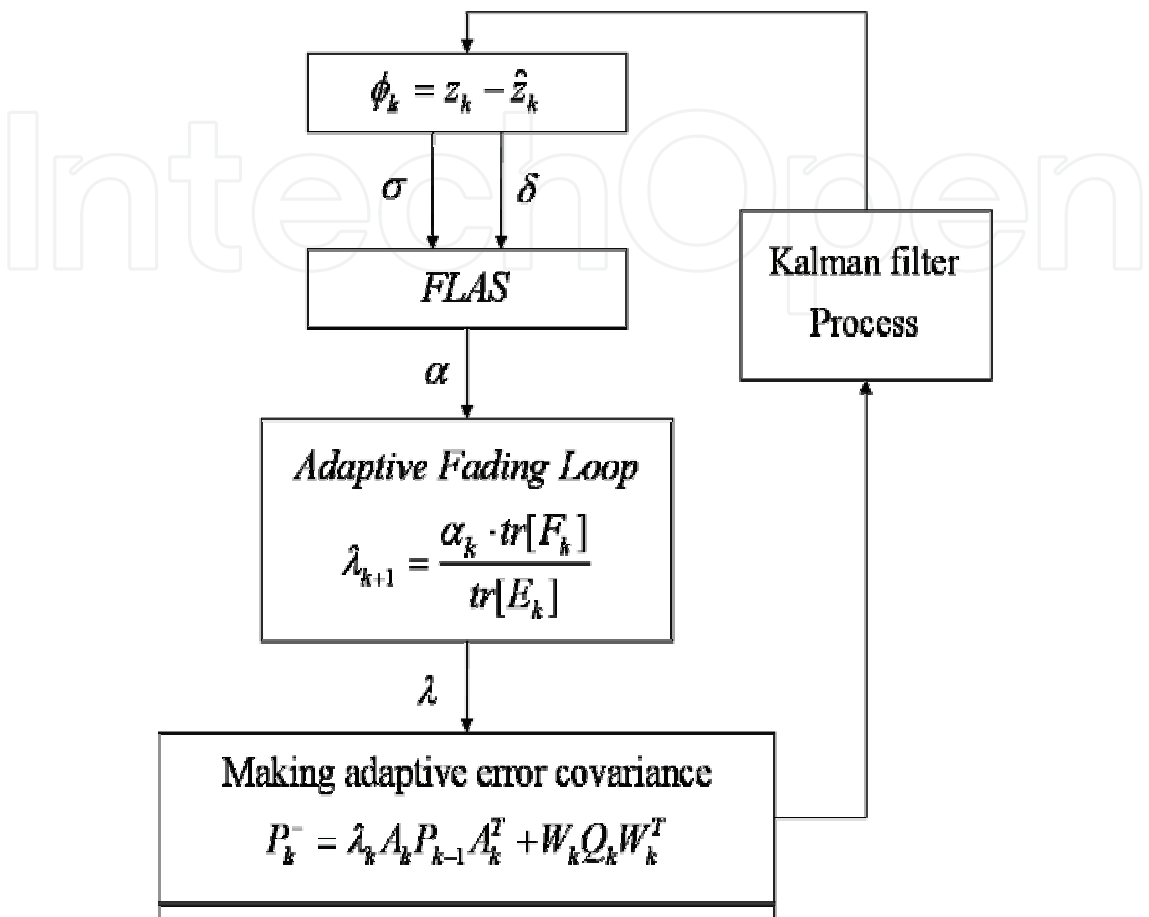 IntechOpen
ϕ_k = z_k − ẑ_k
σ δ
FLAS
α
Adaptive Fading Loop
λ_{k+1} = α_k · tr[F_k] / tr[E_k]
λ
Making adaptive error covariance
P_k^- = λ_k A_k P_{k−1} A_k^T + W_k Q_k W_k^T
Kalman filter
Process